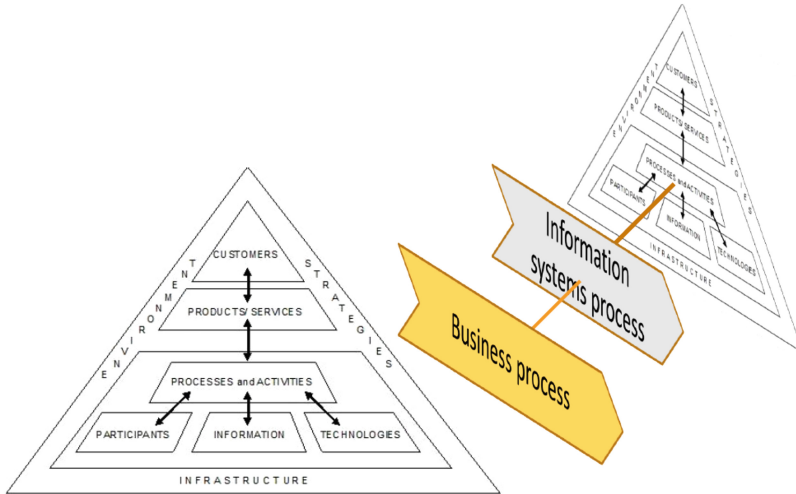 CUSTOMERS
PRODUCTS/SERVICES
PROCESSES and ACTIVITIES
PARTICIPANTS
INFORMATION
TECHNOLOGIES
ENVIRONMENT
STRATEGIES
INFRASTRUCTURE
Business process
Information
systems process
CUSTOMERS
PRODUCTS/SERVICES
PROCESSES and ACTIVITIES
PARTICIPANTS
INFORMATION
TECHNOLOGIES
ENVIRONMENT
STRATEGIES
INFRASTRUCTURE